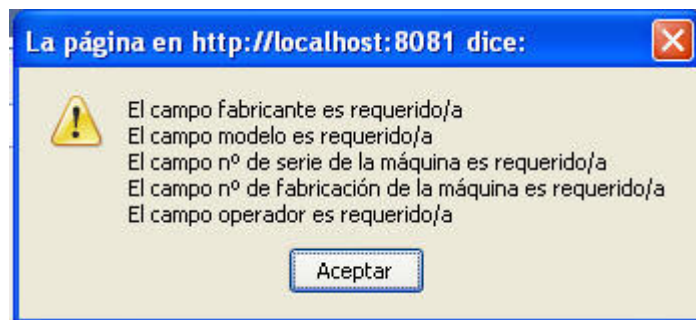 La página en http://localhost:8081 dice:
El campo fabricante es requerido/a
El campo modelo es requerido/a
El campo nº de serie de la máquina es requerido/a
El campo nº de fabricación de la máquina es requerido/a
El campo operador es requerido/a
Aceptar